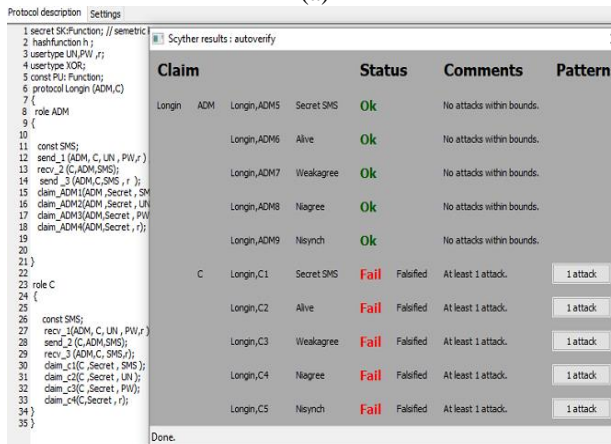 Protocol description Settings
1 secret SK:Function; // semetric
2 hashfunction h ;
3 usertype UN,PW ,r;
4 usertype XOR;
5 const PU: Function;
6 protocol Longin (ADM,C)
7 {
8 role ADM
9 {
10
11 const SMS;
12 send_1 (ADM, C, UN , PW,r )
13 recv_2 (C,ADM,SMS);
14 send _3 (ADM,C,SMS , r );
15 claim_ADM1(ADM ,Secret , SM
16 claim_ADM2(ADM ,Secret , UN
17 claim_ADM3(ADM,Secret , PW
18 claim_ADM4(ADM,Secret , r);
19
20
21 }
22
23 role C
24 {
25
26 const SMS;
27 recv_1(ADM, C, UN , PW,r )
28 send_2 (C,ADM,SMS);
29 recv_3 (ADM,C, SMS,r);
30 claim_c1(C ,Secret , SMS );
31 claim_c2(C ,Secret , UN );
32 claim_c3(C ,Secret , PW);
33 claim_c4(C,Secret , r);
34 }
35 }
Scyther results : autoverify
Claim Status Comments Pattern
Longin ADM Longin,ADM5 Secret SMS Ok No attacks within bounds.
Longin,ADM6 Alive Ok No attacks within bounds.
Longin,ADM7 Weakagree Ok No attacks within bounds.
Longin,ADM8 Niagree Ok No attacks within bounds.
Longin,ADM9 Nisynch Ok No attacks within bounds.
C Longin,C1 Secret SMS Fail Falsified At least 1 attack. 1 attack
Longin,C2 Alive Fail Falsified At least 1 attack. 1 attack
Longin,C3 Weakagree Fail Falsified At least 1 attack. 1 attack
Longin,C4 Niagree Fail Falsified At least 1 attack. 1 attack
Longin,C5 Nisynch Fail Falsified At least 1 attack. 1 attack
Done.